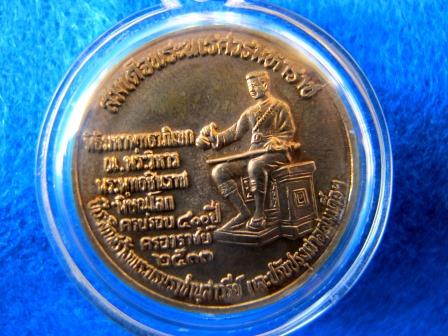 สมเด็จพระนเรศวรมหาราช
พิธีมหาพุทธาภิเษก
ณ. พระวิหาร
พระพุทธชินราช
พิษณุโลก
ครบรอบ ๔๐๐ ปี
ครองราชย์
๒๕๓๓